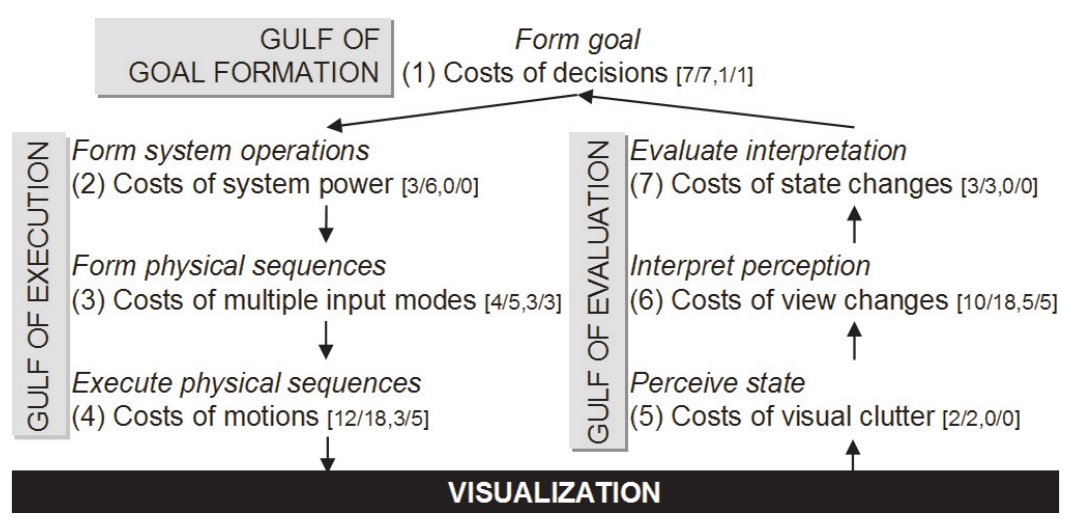 GULF OF
GOAL FORMATION
Form goal
(1) Costs of decisions [7/7,1/1]
GULF OF EXECUTION
Form system operations
(2) Costs of system power [3/6,0/0]
Form physical sequences
(3) Costs of multiple input modes [4/5,3/3]
Execute physical sequences
(4) Costs of motions [12/18,3/5]
GULF OF EVALUATION
Evaluate interpretation
(7) Costs of state changes [3/3,0/0]
Interpret perception
(6) Costs of view changes [10/18,5/5]
Perceive state
(5) Costs of visual clutter [2/2,0/0]
VISUALIZATION